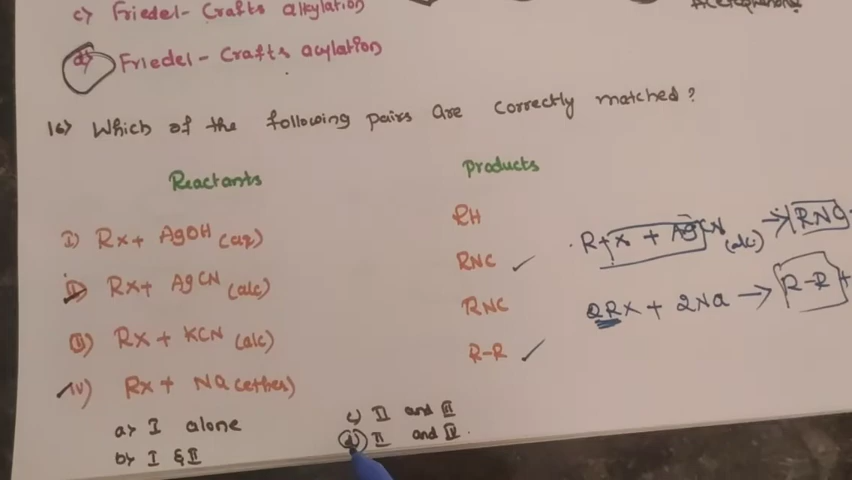 c) Friedel-Crafts alkylation
d) Friedel-Crafts acylation
16) Which of the following pairs are correctly matched?
Reactants Products
I) Rx+ AgOH (aq) RH
II) Rx+ AgCN (alc) RNC ✓
III) Rx + KCN (alc) RNC
IV) Rx + Na (ether) R-R ✓
R+x + AgCN (alc) → RNC
2RX + 2Na → R-R +
a) I alone
b) I & II
c) II and III
d) II and IV